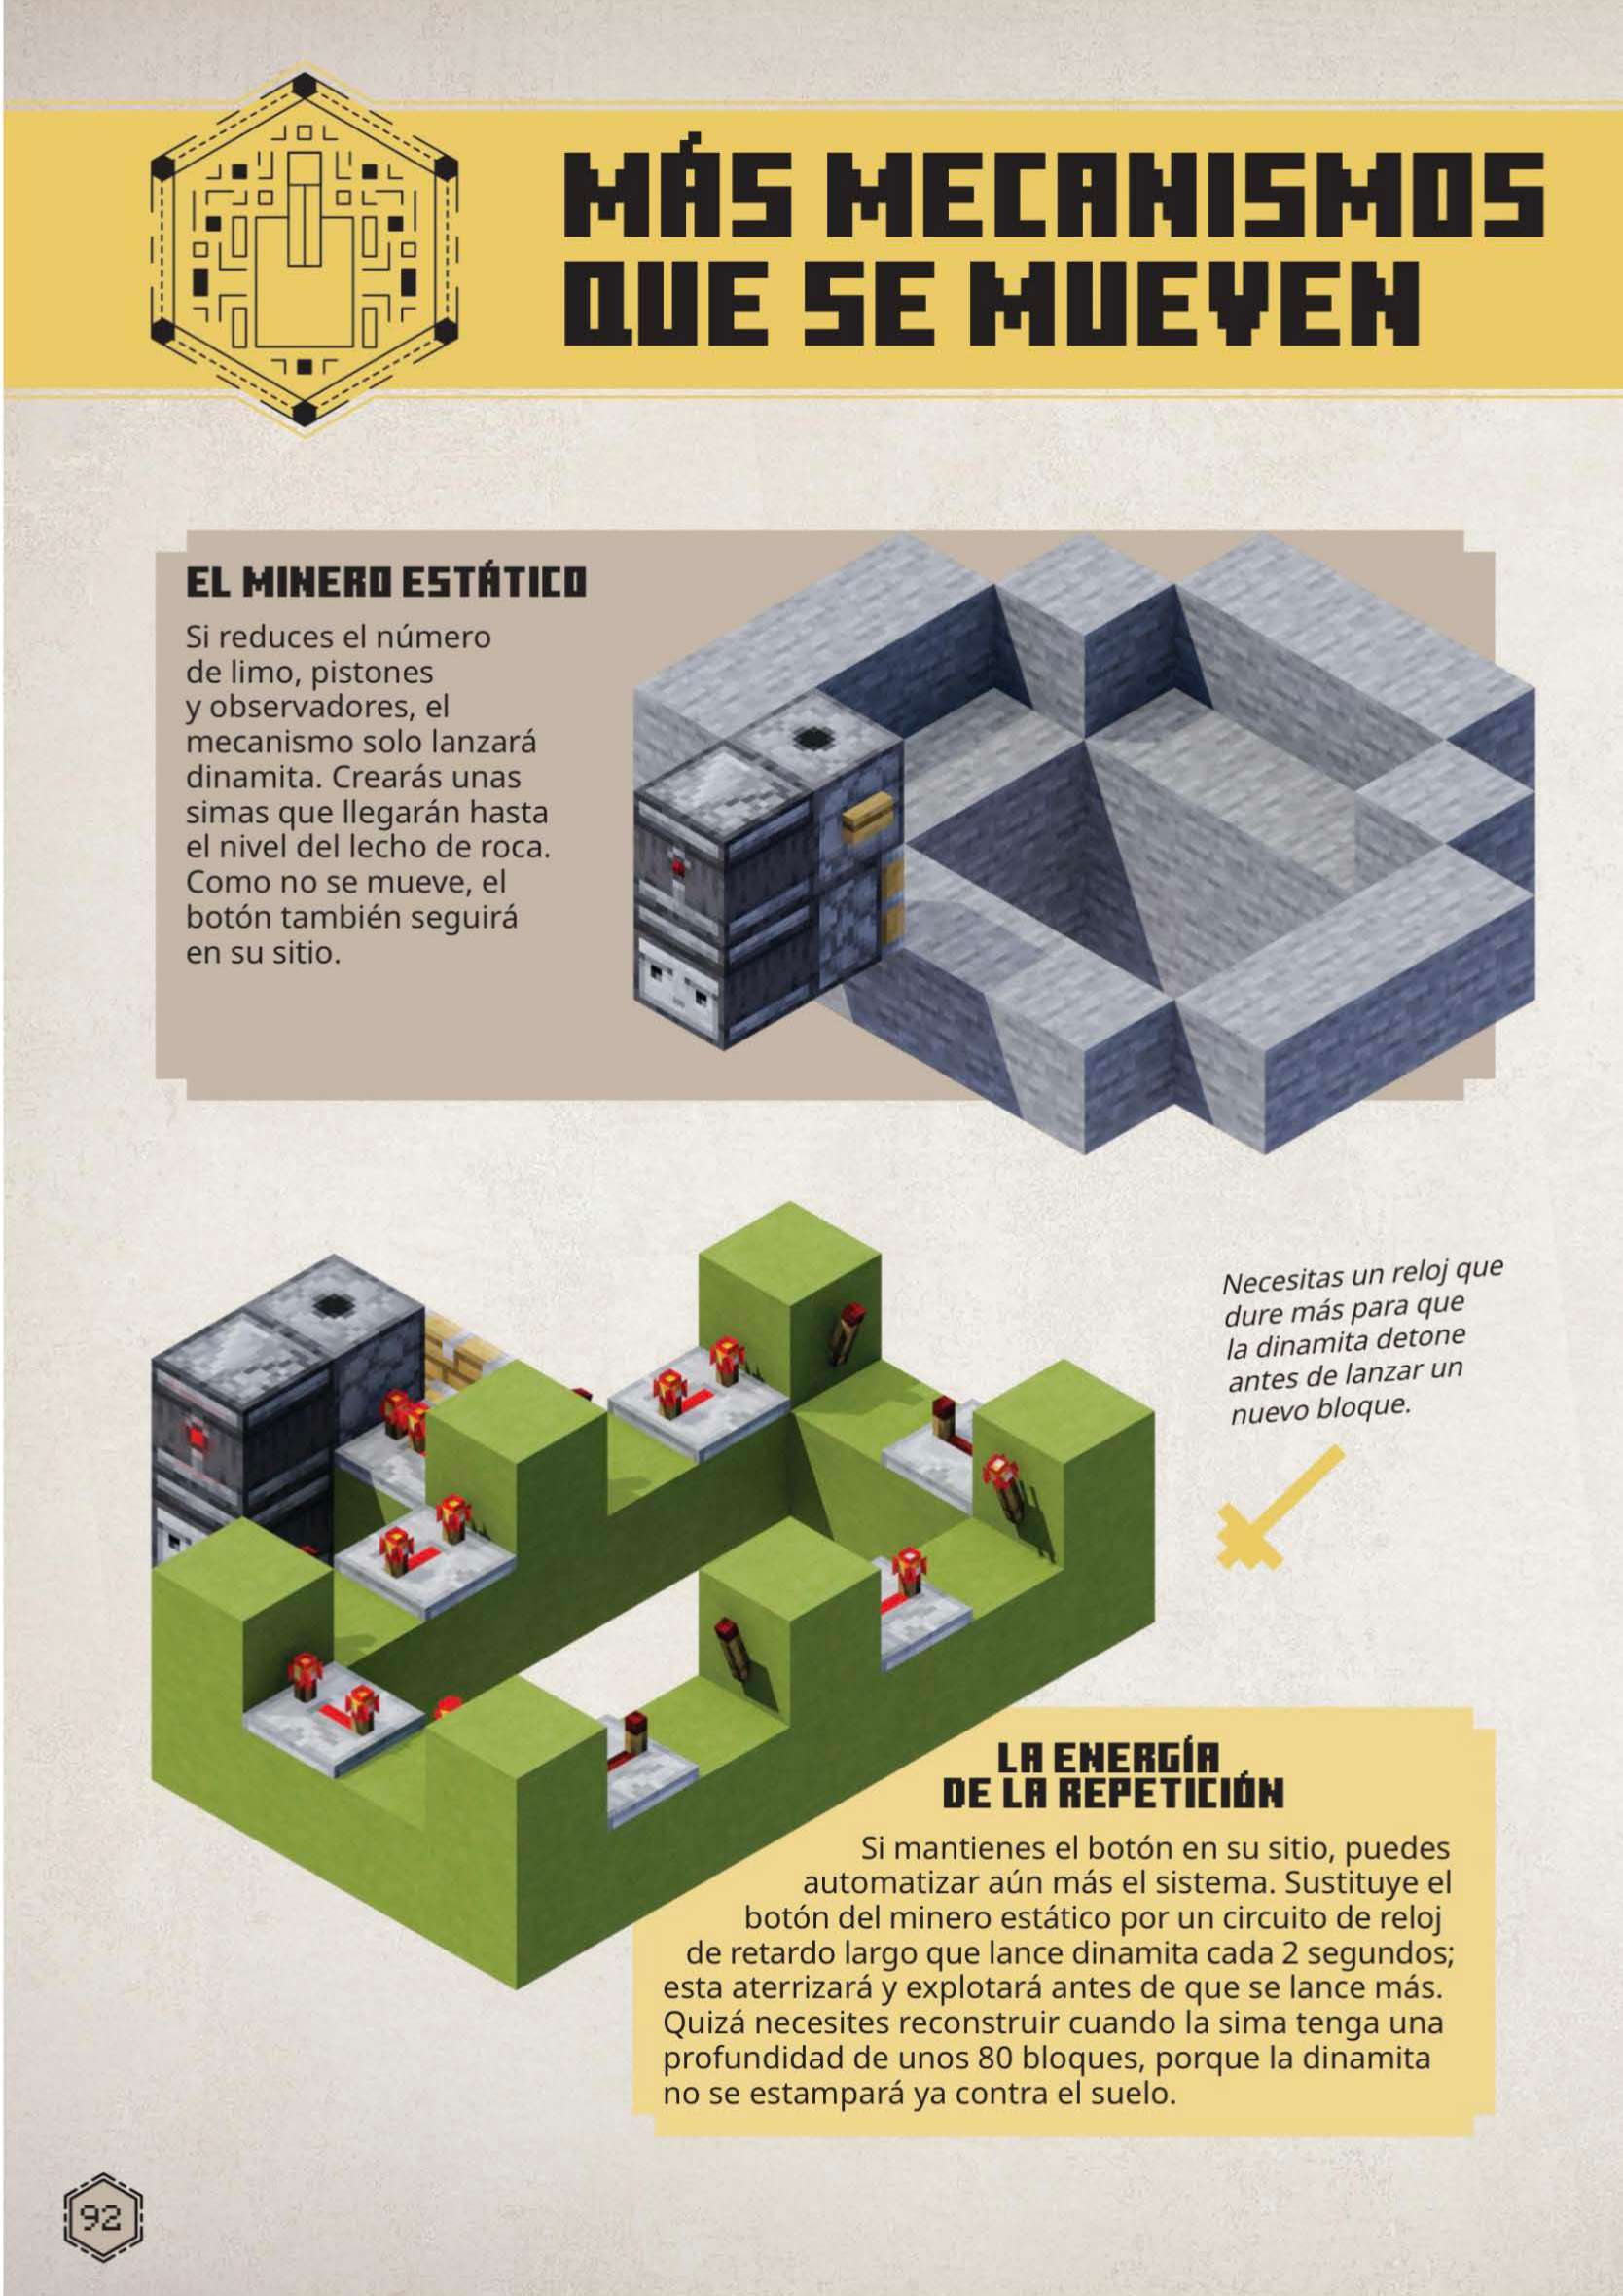 MÁS MECANISMOS
QUE SE MUEVEN
EL MINERO ESTÁTICO
Si reduces el número
de limo, pistones
y observadores, el
mecanismo solo lanzará
dinamita. Crearás unas
simas que llegarán hasta
el nivel del lecho de roca.
Como no se mueve, el
botón también seguirá
en su sitio.
Necesitas un reloj que
dure más para que
la dinamita detone
antes de lanzar un
nuevo bloque.
LA ENERGÍA
DE LA REPETICIÓN
Si mantienes el botón en su sitio, puedes
automatizar aún más el sistema. Sustituye el
botón del minero estático por un circuito de reloj
de retardo largo que lance dinamita cada 2 segundos;
esta aterrizará y explotará antes de que se lance más.
Quizá necesites reconstruir cuando la sima tenga una
profundidad de unos 80 bloques, porque la dinamita
no se estampará ya contra el suelo.
92